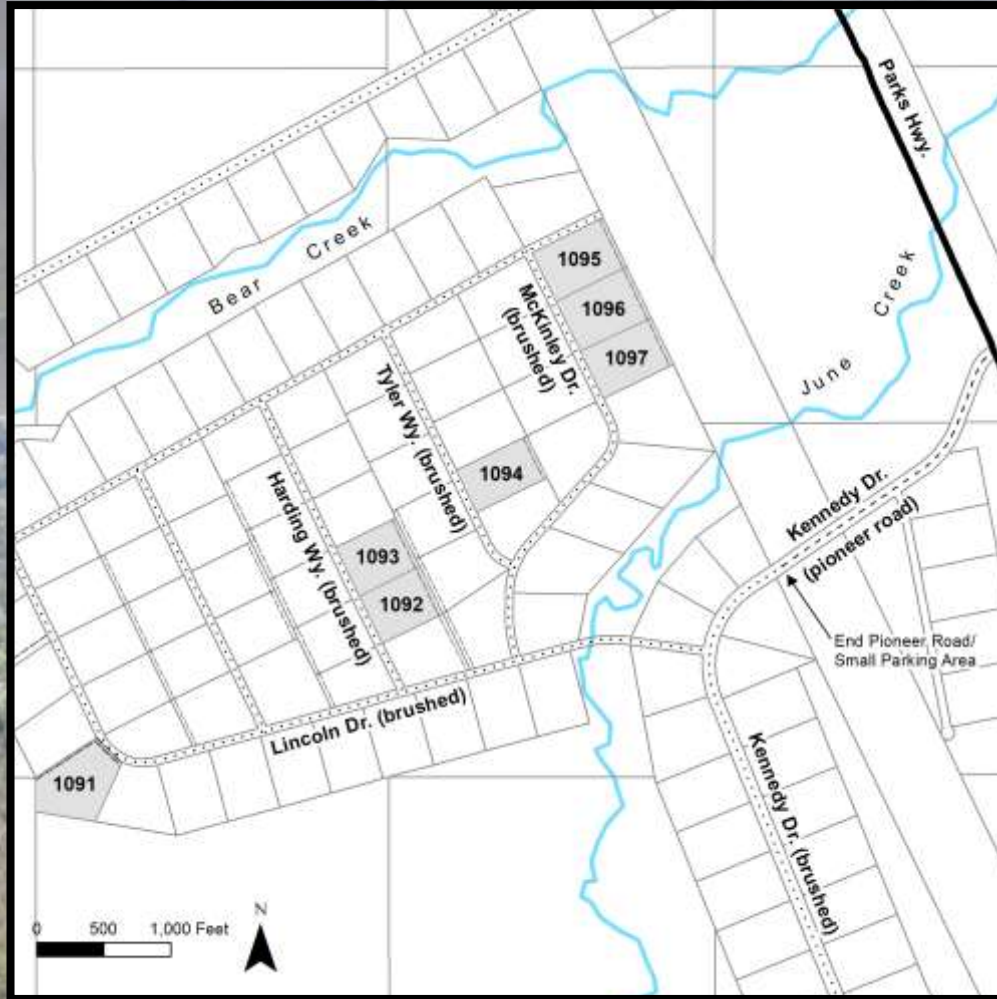 Parks Hwy.
Bear Creek
1095
1096
1097
McKinley Dr.
(brushed)
Tyler Wy. (brushed)
1094
June Creek
Harding Wy. (brushed)
1093
1092
Kennedy Dr.
(pioneer road)
End Pioneer Road/
Small Parking Area
Lincoln Dr. (brushed)
1091
Kennedy Dr. (brushed)
0 500 1,000 Feet
N